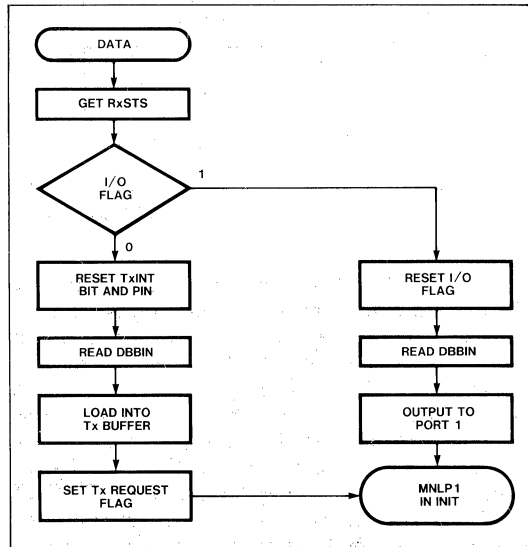 DATA
GET RxSTS
I/O
FLAG
1
0
RESET TxINT
BIT AND PIN
READ DBBIN
LOAD INTO
Tx BUFFER
SET Tx REQUEST
FLAG
RESET I/O
FLAG
READ DBBIN
OUTPUT TO
PORT 1
MNLP1
IN INIT